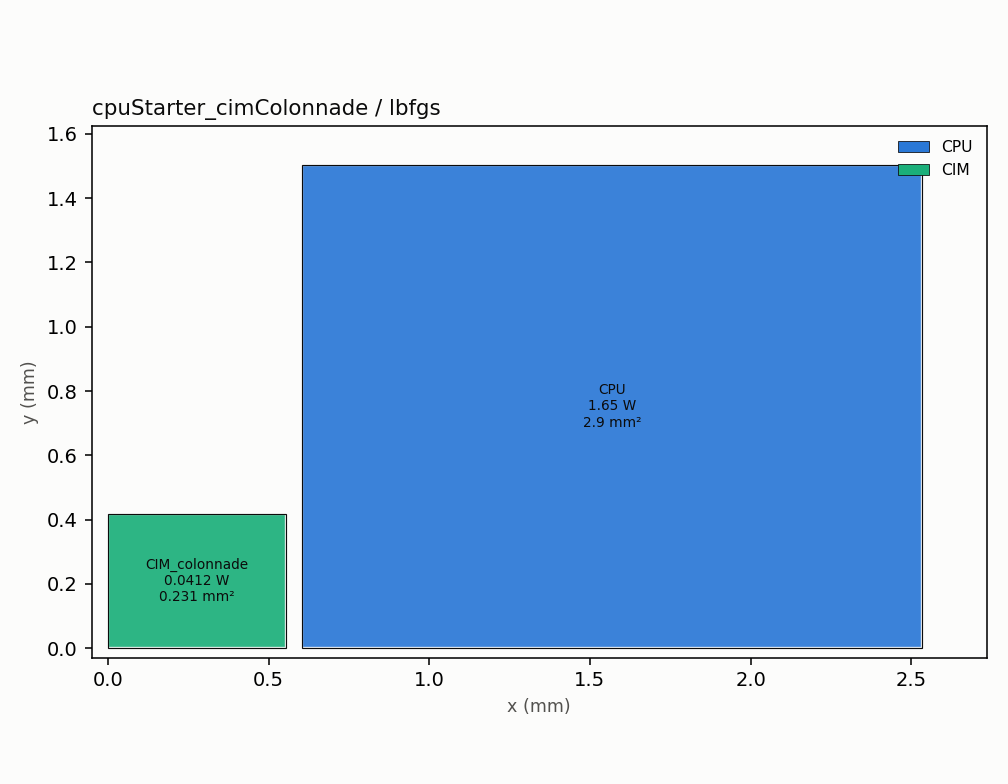 cpuStarter_cimColonnade / lbfgs
CPU
CIM
1.6
1.4
1.2
1.0
0.8
0.6
0.4
0.2
0.0
y (mm)
CPU
1.65 W
2.9 mm²
CIM_colonnade
0.0412 W
0.231 mm²
0.0
0.5
1.0
1.5
2.0
2.5
x (mm)